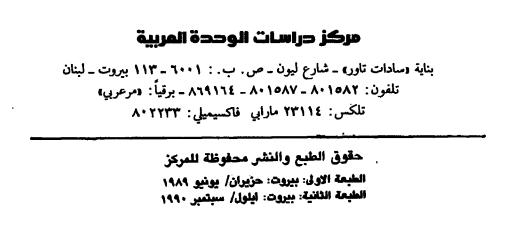 مركز دراسات الوحدة العربية
بناية «سادات تاور» ـ شارع ليون ـ ص. ب.: ٦٠٠١ ـ ١١٣ بيروت ـ لبنان
تلفون: ٨٠١٥٨٢ ـ ٨٠١٥٨٧ ـ ٨٦٩١٦٤ ـ برقياً: «مرعربي»
تلكس: ٢٣١١٤ مارابي فاكسيميلي: ٨٠٢٢٣٣
حقوق الطبع والنشر محفوظة للمركز
الطبعة الاولى: بيروت: حزيران/ يونيو ١٩٨٩
الطبعة الثانية: بيروت: ايلول/ سبتمبر ١٩٩٠